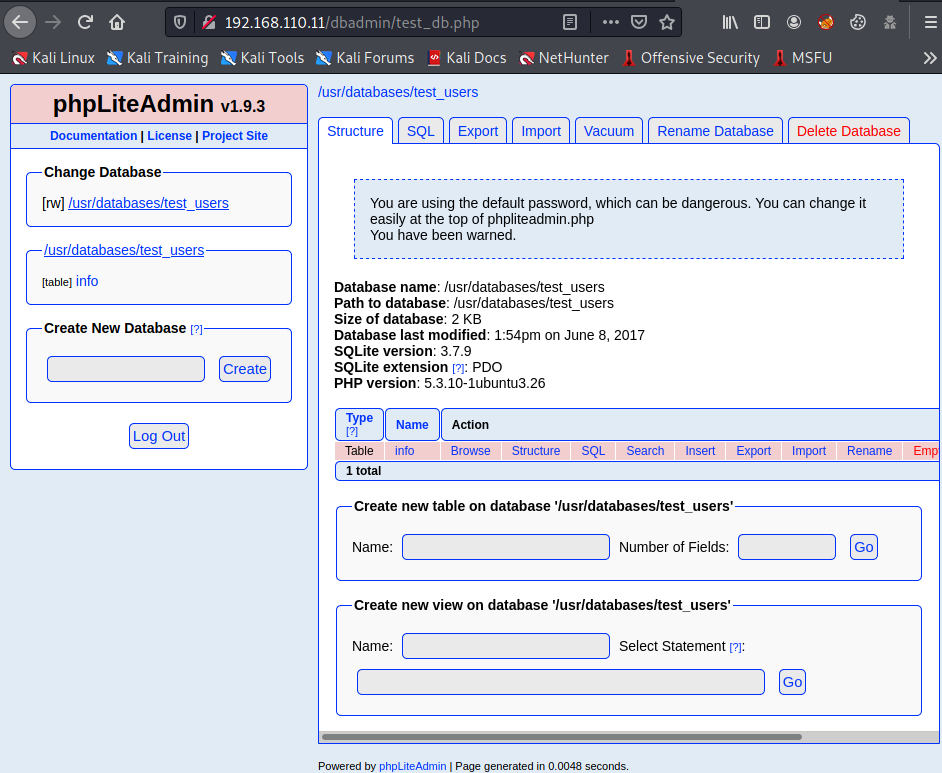 192.168.110.11/dbadmin/test_db.php
Kali Linux Kali Training Kali Tools Kali Forums Kali Docs NetHunter Offensive Security MSFU
phpLiteAdmin v1.9.3
Documentation | License | Project Site
Change Database
[rw] /usr/databases/test_users
/usr/databases/test_users
[table] info
Create New Database [?]
Create
Log Out
/usr/databases/test_users
Structure SQL Export Import Vacuum Rename Database Delete Database
You are using the default password, which can be dangerous. You can change it
easily at the top of phpliteadmin.php
You have been warned.
Database name: /usr/databases/test_users
Path to database: /usr/databases/test_users
Size of database: 2 KB
Database last modified: 1:54pm on June 8, 2017
SQLite version: 3.7.9
SQLite extension [?]: PDO
PHP version: 5.3.10-1ubuntu3.26
Type [?] Name Action
Table info Browse Structure SQL Search Insert Export Import Rename Emp
1 total
Create new table on database '/usr/databases/test_users'
Name: Number of Fields: Go
Create new view on database '/usr/databases/test_users'
Name: Select Statement [?]:
Go
Powered by phpLiteAdmin | Page generated in 0.0048 seconds.